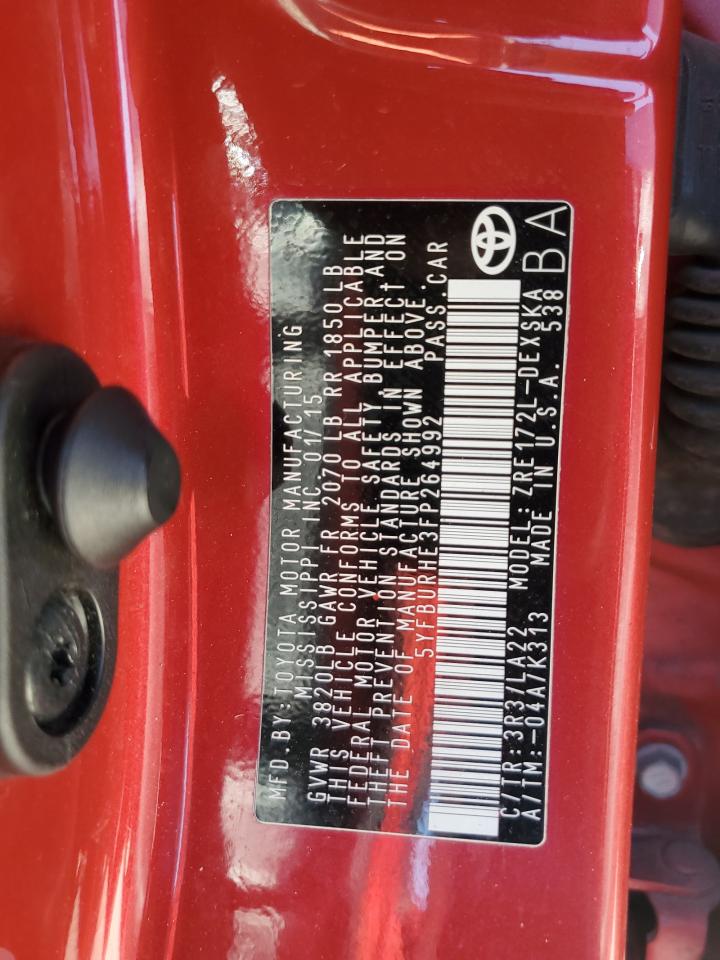 MFD.BY:TOYOTA MOTOR MANUFACTURING
MISSISSIPPI INC. 01/15
GVWR 3820LB GAWR FR 2070 LB RR 1850 LB
THIS VEHICLE CONFORMS TO ALL APPLICABLE
FEDERAL MOTOR VEHICLE SAFETY, BUMPER AND
THEFT PREVENTION STANDARDS IN EFFECT ON
THE DATE OF MANUFACTURE SHOWN ABOVE.
5YFBURHE3FP264992 PASS. CAR
C/TR:3R3/LA22 MODEL:ZRE172L-DEXSKA
A/TM:-04A/K313 MADE IN U.S.A. 538
BA